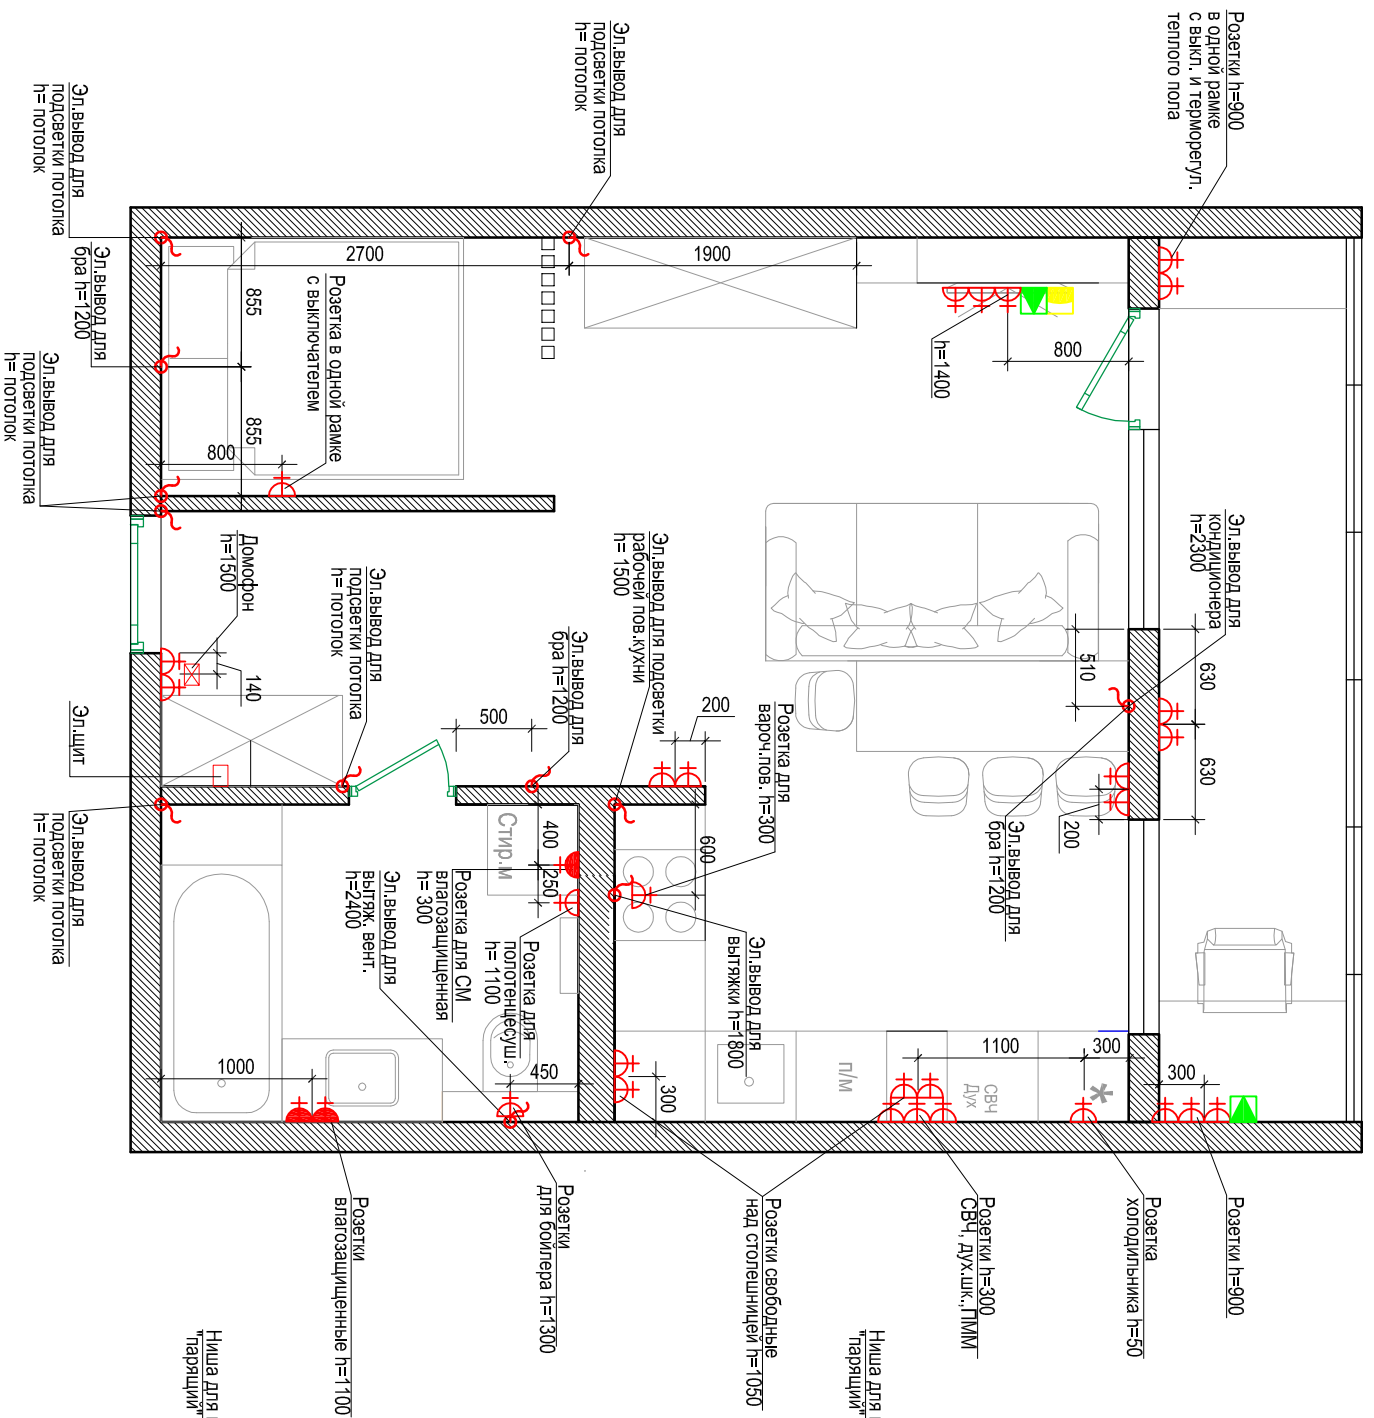 Розетки h=900
в одной рамке
с выкл. и терморегул.
теплого пола
Эл.вывод для
подсветки потолка
h= потолок
Эл.вывод для
подсветки потолка
h= потолок
Эл.вывод для
бра h=1200
Эл.вывод для
подсветки потолка
h= потолок
Розетка в одной рамке
с выключателем
2700
1900
855
855
800
800
h=1400
Эл.вывод для
кондиционера
h=2300
630
630
510
200
Эл.вывод для
бра h=1200
Домофон
h=1500
140
Эл.щит
Эл.вывод для
подсветки потолка
h= потолок
Эл.вывод для
бра h=1200
500
Эл.вывод для подсветки
рабочей пов.кухни
h= 1500
200
Розетка для
вароч.пов. h=300
600
Эл.вывод для
подсветки потолка
h= потолок
Стир.м
400
250
Розетка для СМ
влагозащищенная
h= 300
Эл.вывод для
вытяж. вент.
h=2400
Розетка для
полотенцесуш.
h= 1100
Эл.вывод для
вытяжки h=1800
1000
450
300
п/м
1100
СВЧ
Дух
300
*
300
Розетки h=900
Розетка
холодильника h=50
Розетки h=300
СВЧ, дух.шк.,ПММ
Розетки свободные
над столешницей h=1050
Розетки
для бойлера h=1300
Розетки
влагозащищенные h=1100
Ниша для
"парящий"
Ниша для
"парящий"